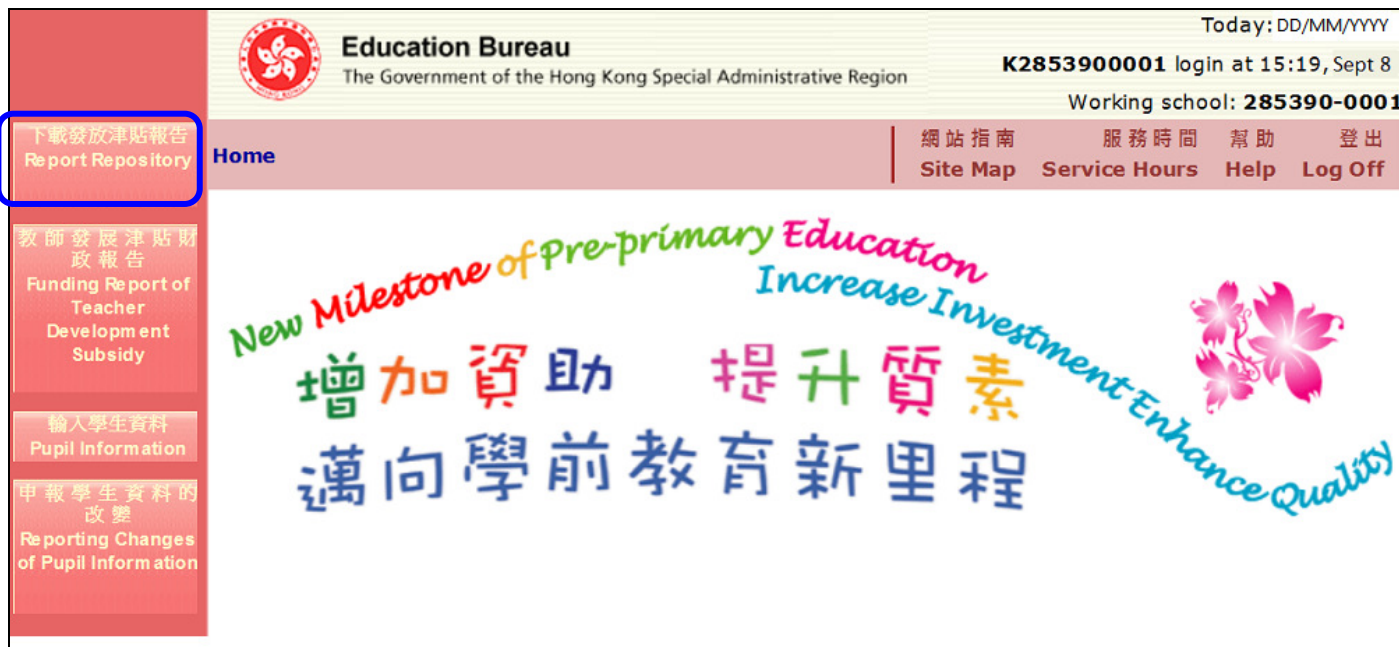 Today: DD/MM/YYYY
Education Bureau
The Government of the Hong Kong Special Administrative Region
K2853900001 login at 15:19, Sept 8
Working school: 285390-0001
下載發放津貼報告
Report Repository
Home
網站指南 服務時間 幫助 登出
Site Map Service Hours Help Log Off
教師發展津貼財
政報告
Funding Report of
Teacher
Development
Subsidy
輸入學生資料
Pupil Information
申報學生資料的
改變
Reporting Changes
of Pupil Information
New Milestone of Pre-primary Education
Increase Investment Enhance Quality
增加資助 提升質素
邁向學前教育新里程